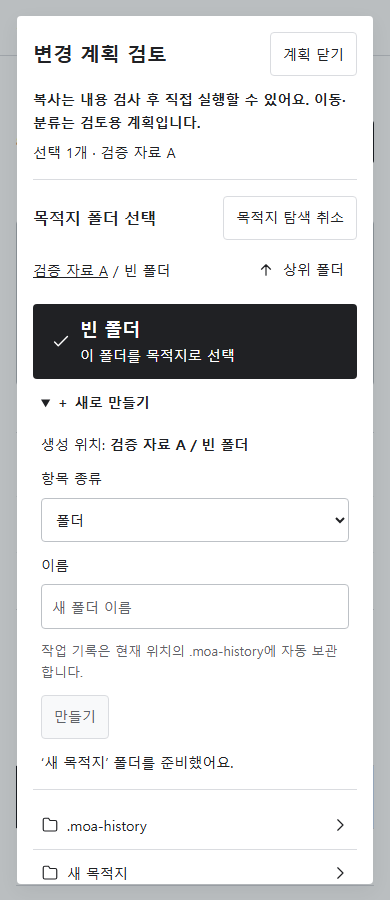 변경 계획 검토
계획 닫기
복사는 내용 검사 후 직접 실행할 수 있어요. 이동·
분류는 검토용 계획입니다.
선택 1개 · 검증 자료 A
목적지 폴더 선택
목적지 탐색 취소
검증 자료 A / 빈 폴더
↑ 상위 폴더
빈 폴더
이 폴더를 목적지로 선택
▼ + 새로 만들기
생성 위치: 검증 자료 A / 빈 폴더
항목 종류
폴더
이름
새 폴더 이름
작업 기록은 현재 위치의 .moa-history에 자동 보관
합니다.
만들기
‘새 목적지’ 폴더를 준비했어요.
.moa-history
새 목적지